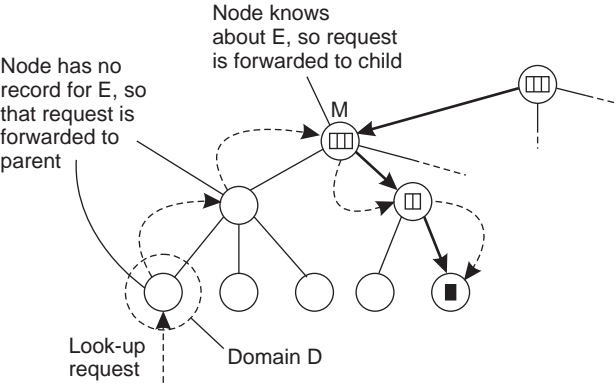 Node knows
about E, so request
is forwarded to child
Node has no
record for E, so
that request is
forwarded to
parent
M
Look-up
request
Domain D